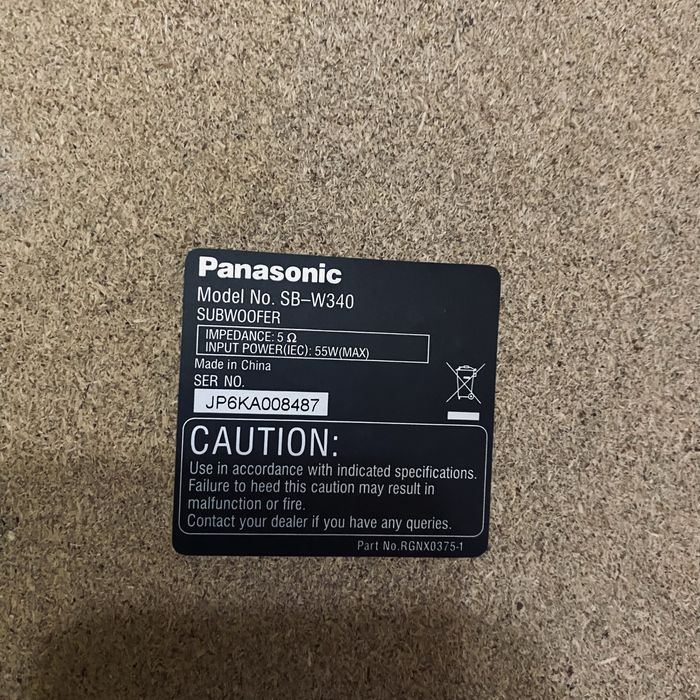 Panasonic
Model No. SB-W340
SUBWOOFER
IMPEDANCE: 5 Ω
INPUT POWER(IEC): 55W(MAX)
Made in China
SER NO.
JP6KA008487
CAUTION:
Use in accordance with indicated specifications.
Failure to heed this caution may result in
malfunction or fire.
Contact your dealer if you have any queries.
Part No.RGNX0375-1